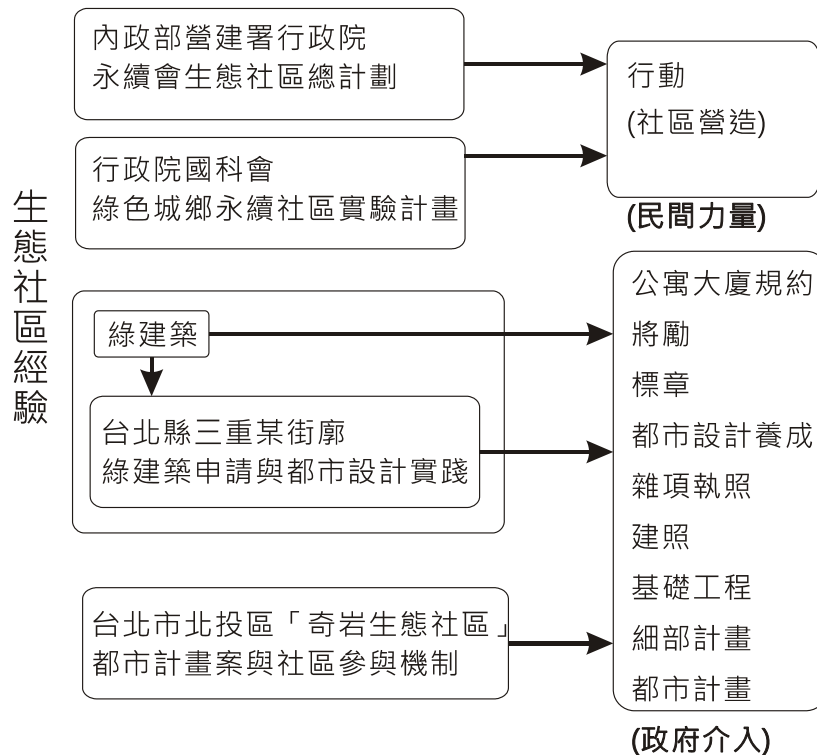 生態社區經驗
內政部營建署行政院
永續會生態社區總計劃
行政院國科會
綠色城鄉永續社區實驗計畫
綠建築
台北縣三重某街廓
綠建築申請與都市設計實踐
台北市北投區「奇岩生態社區」
都市計畫案與社區參與機制
行動
(社區營造)
(民間力量)
公寓大廈規約
將勵
標章
都市設計養成
雜項執照
建照
基礎工程
細部計畫
都市計畫
(政府介入)